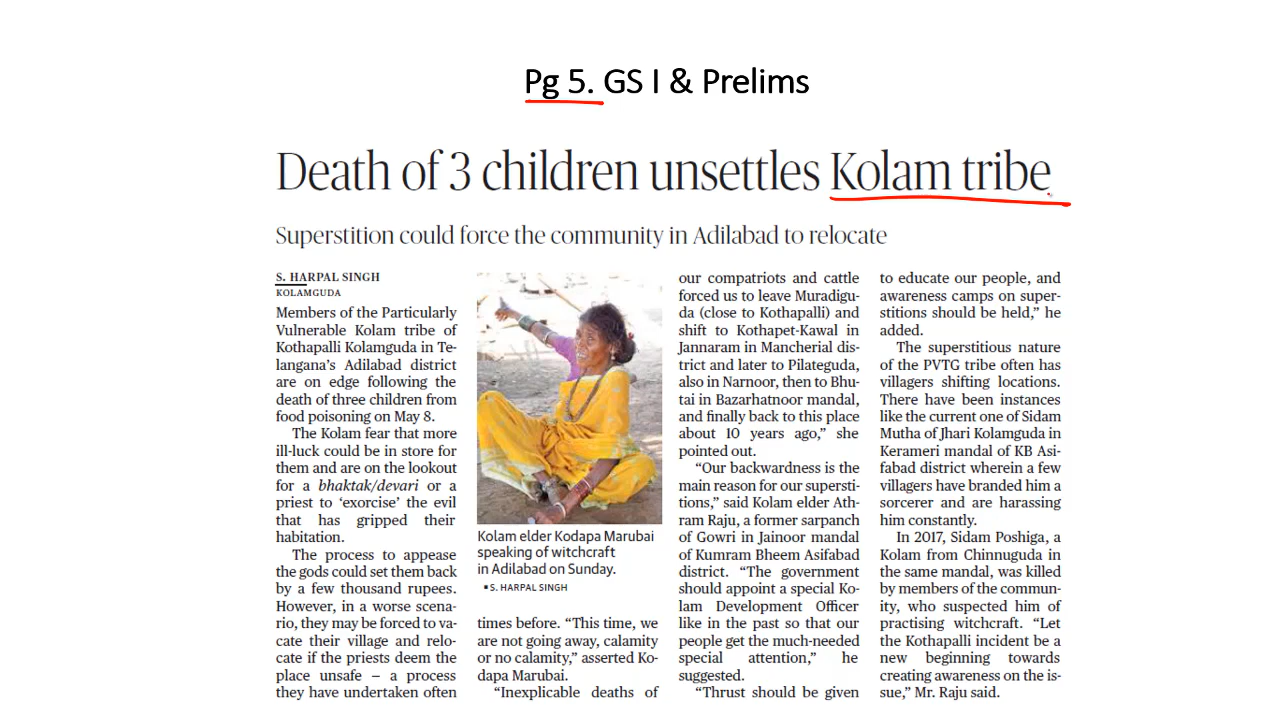 Pg 5. GS I & Prelims
Death of 3 children unsettles Kolam tribe
Superstition could force the community in Adilabad to relocate
S. HARPAL SINGH
KOLAMGUDA
Members of the Particularly
Vulnerable Kolam tribe of
Kothapalli Kolamguda in Te-
langana's Adilabad district
are on edge following the
death of three children from
food poisoning on May 8.
The Kolam fear that more
ill-luck could be in store for
them and are on the lookout
for a bhaktak/devari or a
priest to 'exorcise' the evil
that has gripped their
habitation.
The process to appease
the gods could set them back
by a few thousand rupees.
However, in a worse scena-
rio, they may be forced to va-
cate their village and relo-
cate if the priests deem the
place unsafe – a process
they have undertaken often
Kolam elder Kodapa Marubai
speaking of witchcraft
in Adilabad on Sunday.
▪ S. HARPAL SINGH
times before. “This time, we
are not going away, calamity
or no calamity,” asserted Ko-
dapa Marubai.
“Inexplicable deaths of
our compatriots and cattle
forced us to leave Muradigu-
da (close to Kothapalli) and
shift to Kothapet-Kawal in
Jannaram in Mancherial dis-
trict and later to Pilateguda,
also in Narnoor, then to Bhu-
tai in Bazarhatnoor mandal,
and finally back to this place
about 10 years ago,” she
pointed out.
“Our backwardness is the
main reason for our supersti-
tions,” said Kolam elder Ath-
ram Raju, a former sarpanch
of Gowri in Jainoor mandal
of Kumram Bheem Asifabad
district. “The government
should appoint a special Ko-
lam Development Officer
like in the past so that our
people get the much-needed
special attention,” he
suggested.
“Thrust should be given
to educate our people, and
awareness camps on super-
stitions should be held,” he
added.
The superstitious nature
of the PVTG tribe often has
villagers shifting locations.
There have been instances
like the current one of Sidam
Mutha of Jhari Kolamguda in
Kerameri mandal of KB Asi-
fabad district wherein a few
villagers have branded him a
sorcerer and are harassing
him constantly.
In 2017, Sidam Poshiga, a
Kolam from Chinnuguda in
the same mandal, was killed
by members of the commun-
ity, who suspected him of
practising witchcraft. “Let
the Kothapalli incident be a
new beginning towards
creating awareness on the is-
sue,” Mr. Raju said.